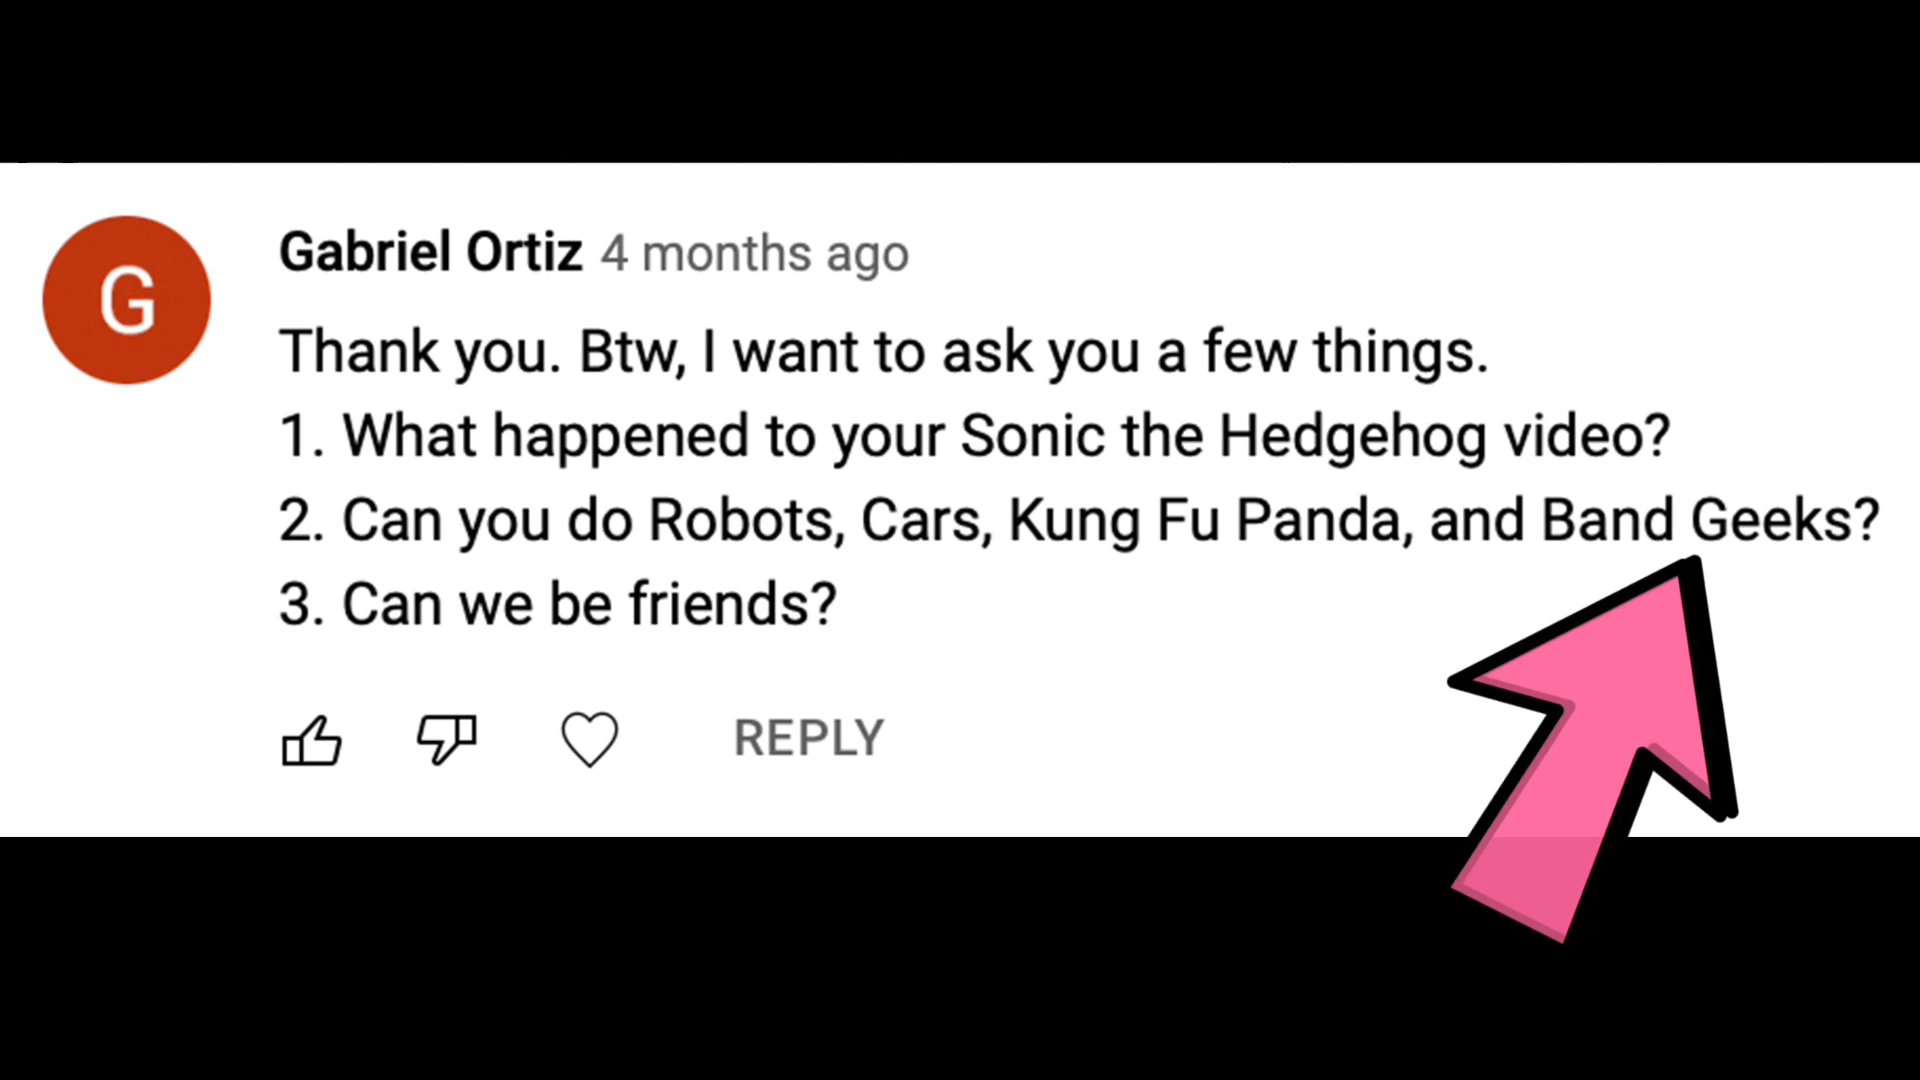 G
Gabriel Ortiz 4 months ago
Thank you. Btw, I want to ask you a few things.
1. What happened to your Sonic the Hedgehog video?
2. Can you do Robots, Cars, Kung Fu Panda, and Band Geeks?
3. Can we be friends?
REPLY